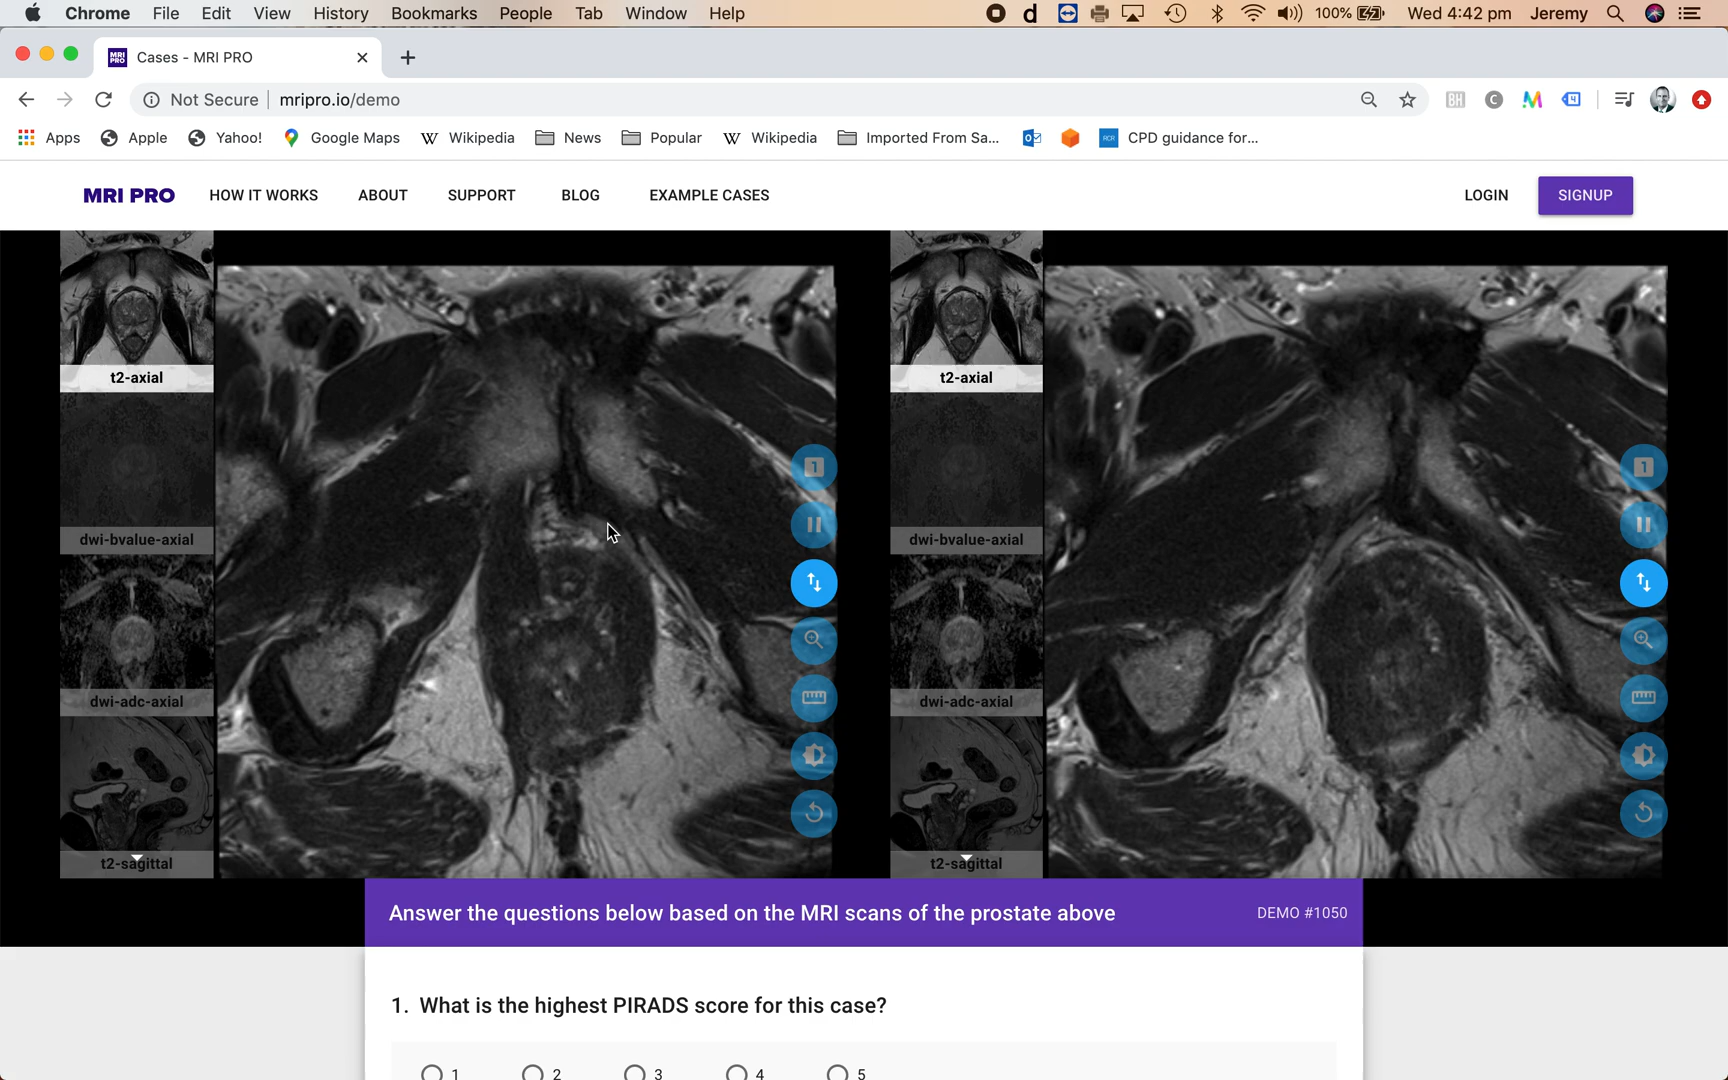 Chrome File Edit View History Bookmarks People Tab Window Help 100% Wed 4:42 pm Jeremy
Cases - MRI PRO
Not Secure mripro.io/demo
Apps Apple Yahoo! Google Maps Wikipedia News Popular Wikipedia Imported From Sa... CPD guidance for...
MRI PRO HOW IT WORKS ABOUT SUPPORT BLOG EXAMPLE CASES LOGIN SIGNUP
t2-axial t2-axial
dwi-bvalue-axial dwi-bvalue-axial
dwi-adc-axial dwi-adc-axial
t2-sagittal t2-sagittal
Answer the questions below based on the MRI scans of the prostate above DEMO #1050
1. What is the highest PIRADS score for this case?
1 2 3 4 5